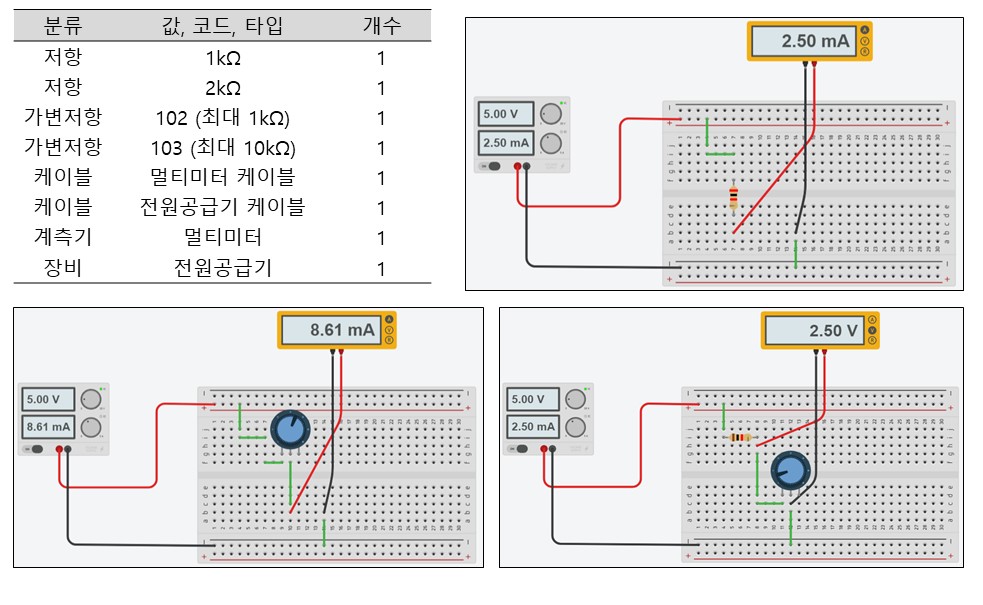 분류 값, 코드, 타입 개수
저항 1kΩ 1
저항 2kΩ 1
가변저항 102 (최대 1kΩ) 1
가변저항 103 (최대 10kΩ) 1
케이블 멀티미터 케이블 1
케이블 전원공급기 케이블 1
계측기 멀티미터 1
장비 전원공급기 1
2.50 mA
5.00 V
2.50 mA
8.61 mA
5.00 V
8.61 mA
2.50 V
5.00 V
2.50 mA